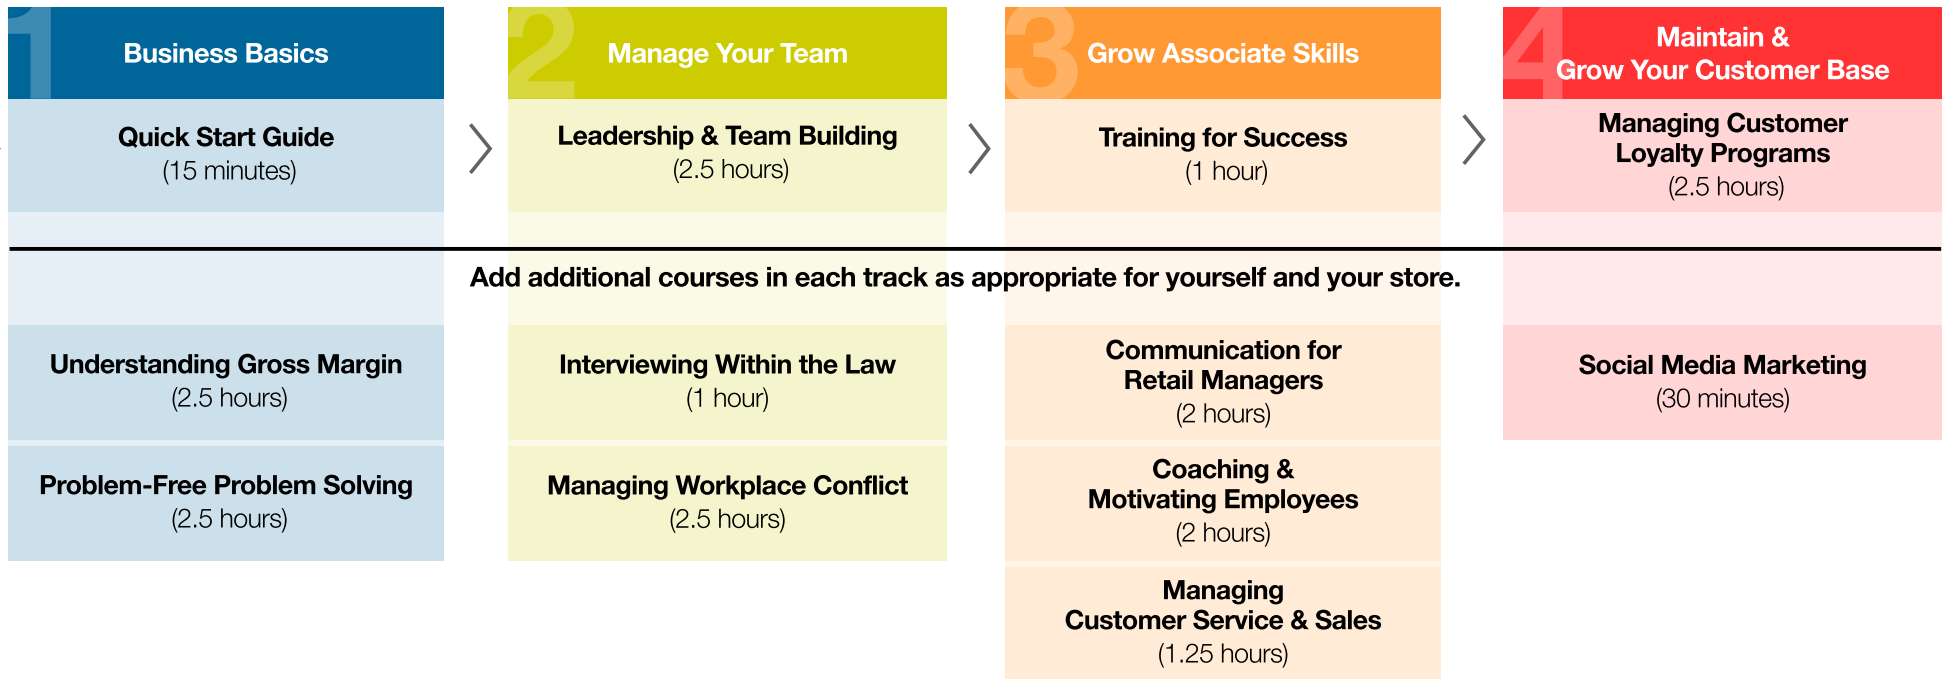 1
Business Basics
Quick Start Guide
(15 minutes)
2
Manage Your Team
Leadership & Team Building
(2.5 hours)
3
Grow Associate Skills
Training for Success
(1 hour)
4
Maintain &
Grow Your Customer Base
Managing Customer
Loyalty Programs
(2.5 hours)
Add additional courses in each track as appropriate for yourself and your store.
Understanding Gross Margin
(2.5 hours)
Problem-Free Problem Solving
(2.5 hours)
Interviewing Within the Law
(1 hour)
Managing Workplace Conflict
(2.5 hours)
Communication for
Retail Managers
(2 hours)
Coaching &
Motivating Employees
(2 hours)
Managing
Customer Service & Sales
(1.25 hours)
Social Media Marketing
(30 minutes)